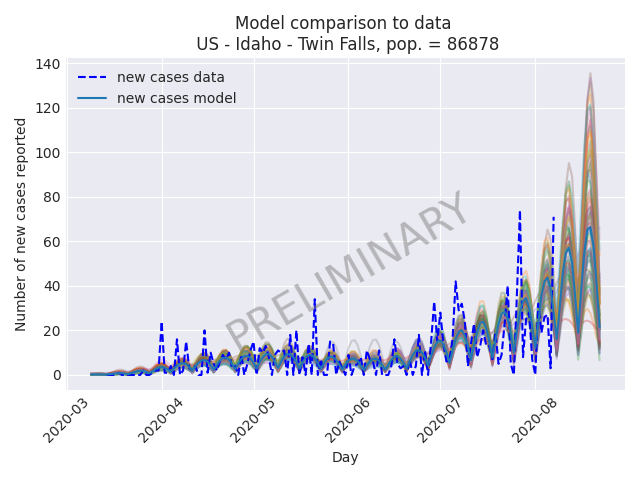 Model comparison to data
US - Idaho - Twin Falls, pop. = 86878
new cases data
new cases model
Number of new cases reported
140
120
100
80
60
40
20
0
PRELIMINARY
2020-03
2020-04
2020-05
2020-06
2020-07
2020-08
Day